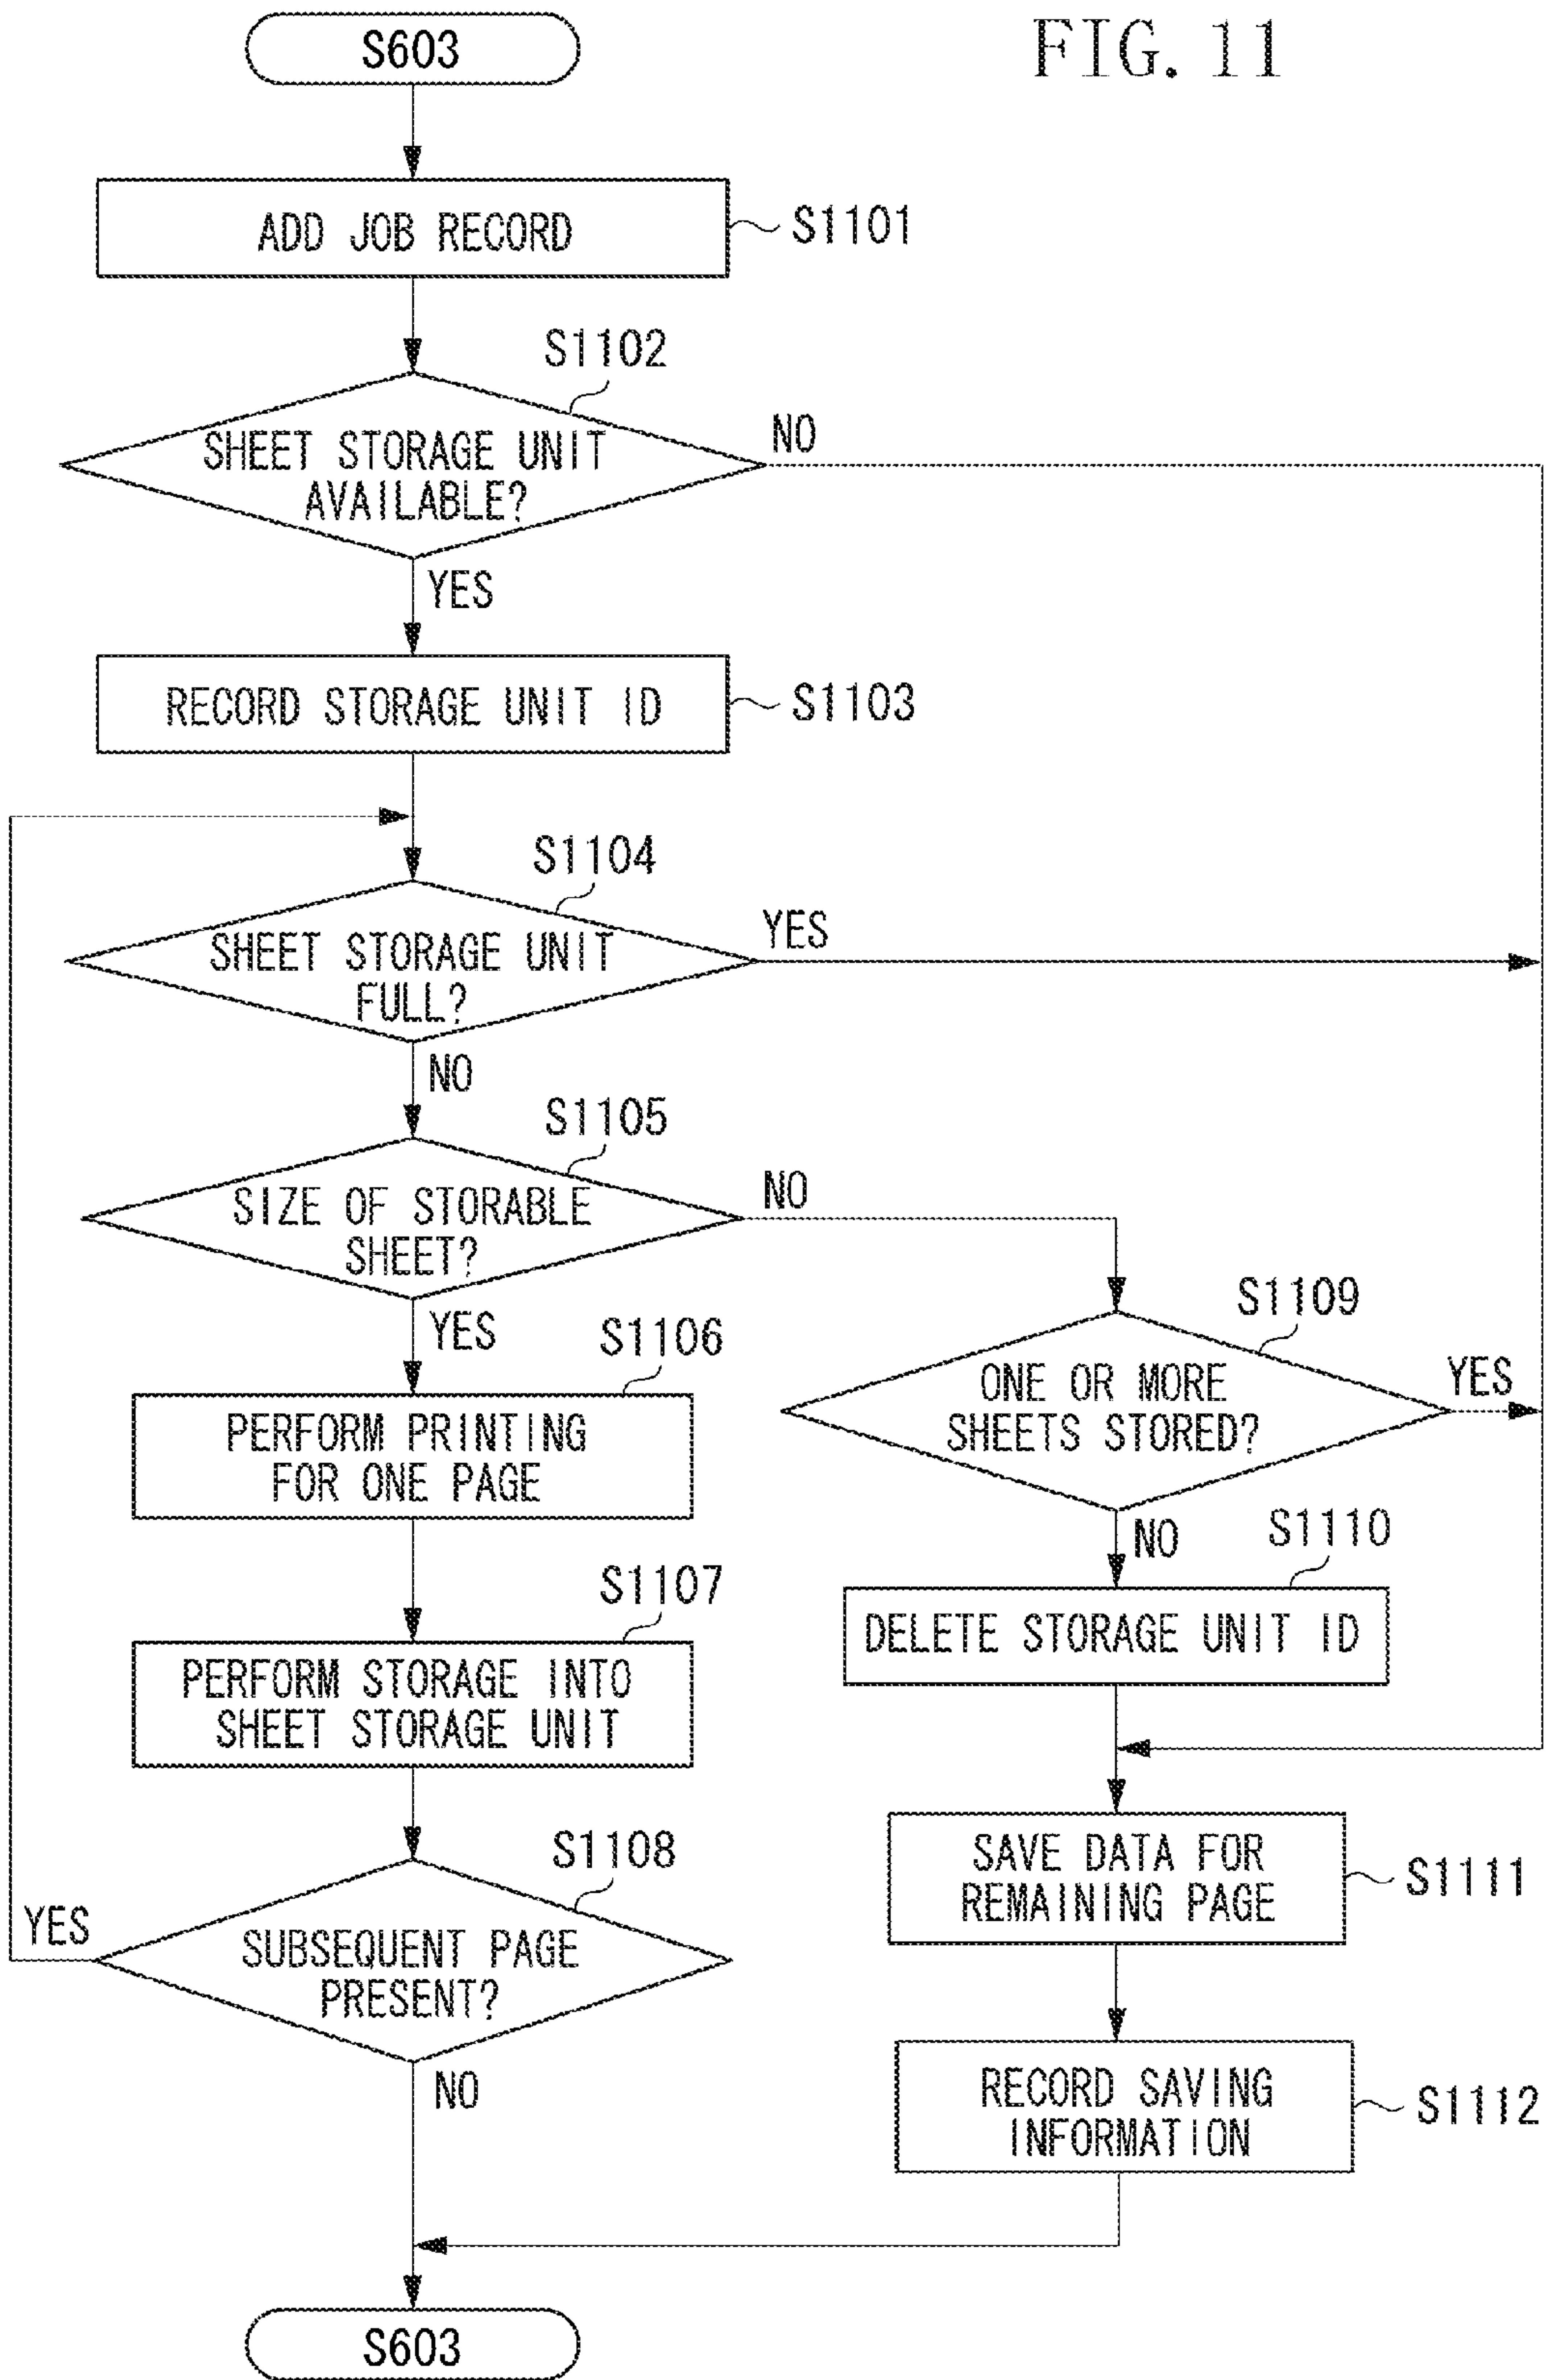 FIG. 11
S603
ADD JOB RECORD
S1101
S1102
SHEET STORAGE UNIT
AVAILABLE?
NO
YES
RECORD STORAGE UNIT ID
S1103
S1104
SHEET STORAGE UNIT
FULL?
YES
NO
S1105
SIZE OF STORABLE
SHEET?
NO
YES
S1106
PERFORM PRINTING
FOR ONE PAGE
S1107
PERFORM STORAGE INTO
SHEET STORAGE UNIT
S1108
SUBSEQUENT PAGE
PRESENT?
YES
NO
S1109
ONE OR MORE
SHEETS STORED?
YES
NO
S1110
DELETE STORAGE UNIT ID
SAVE DATA FOR
REMAINING PAGE
S1111
RECORD SAVING
INFORMATION
S1112
S603